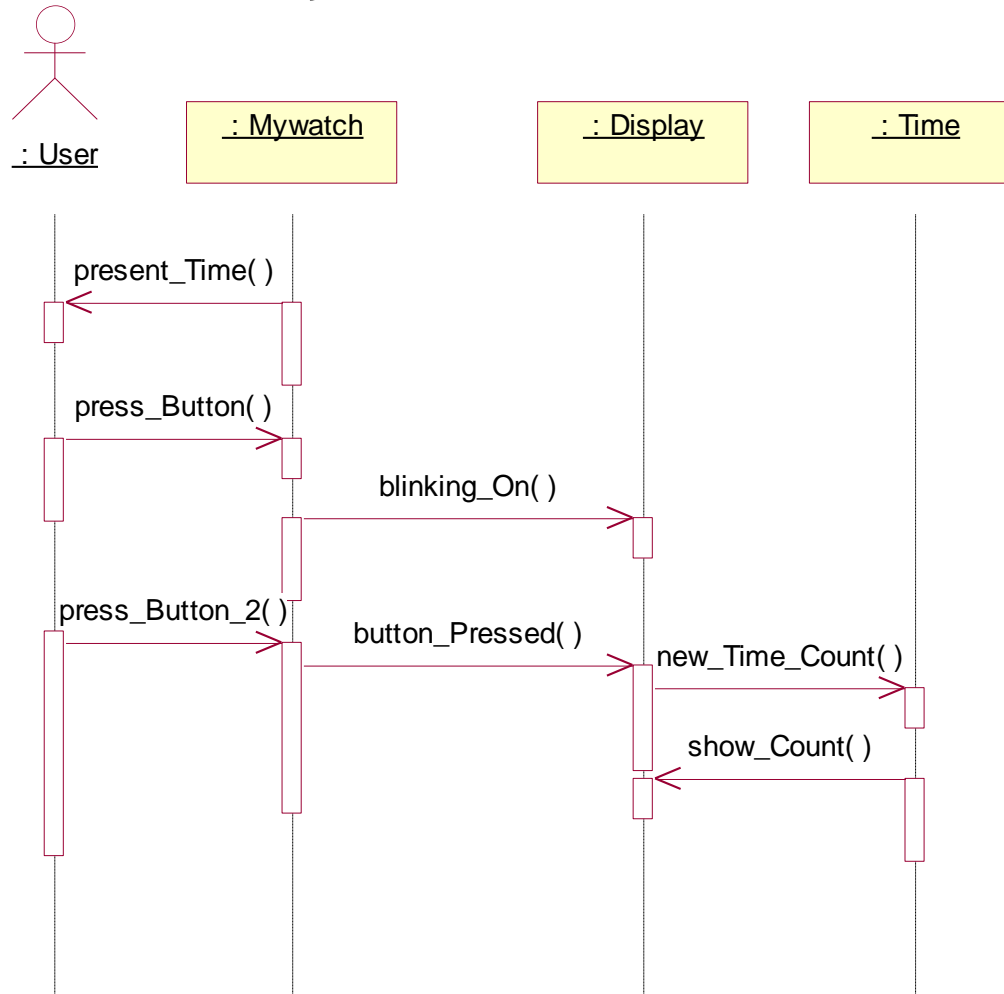 : User
: Mywatch
: Display
: Time
present_Time( )
press_Button( )
blinking_On( )
press_Button_2( )
button_Pressed( )
new_Time_Count( )
show_Count( )